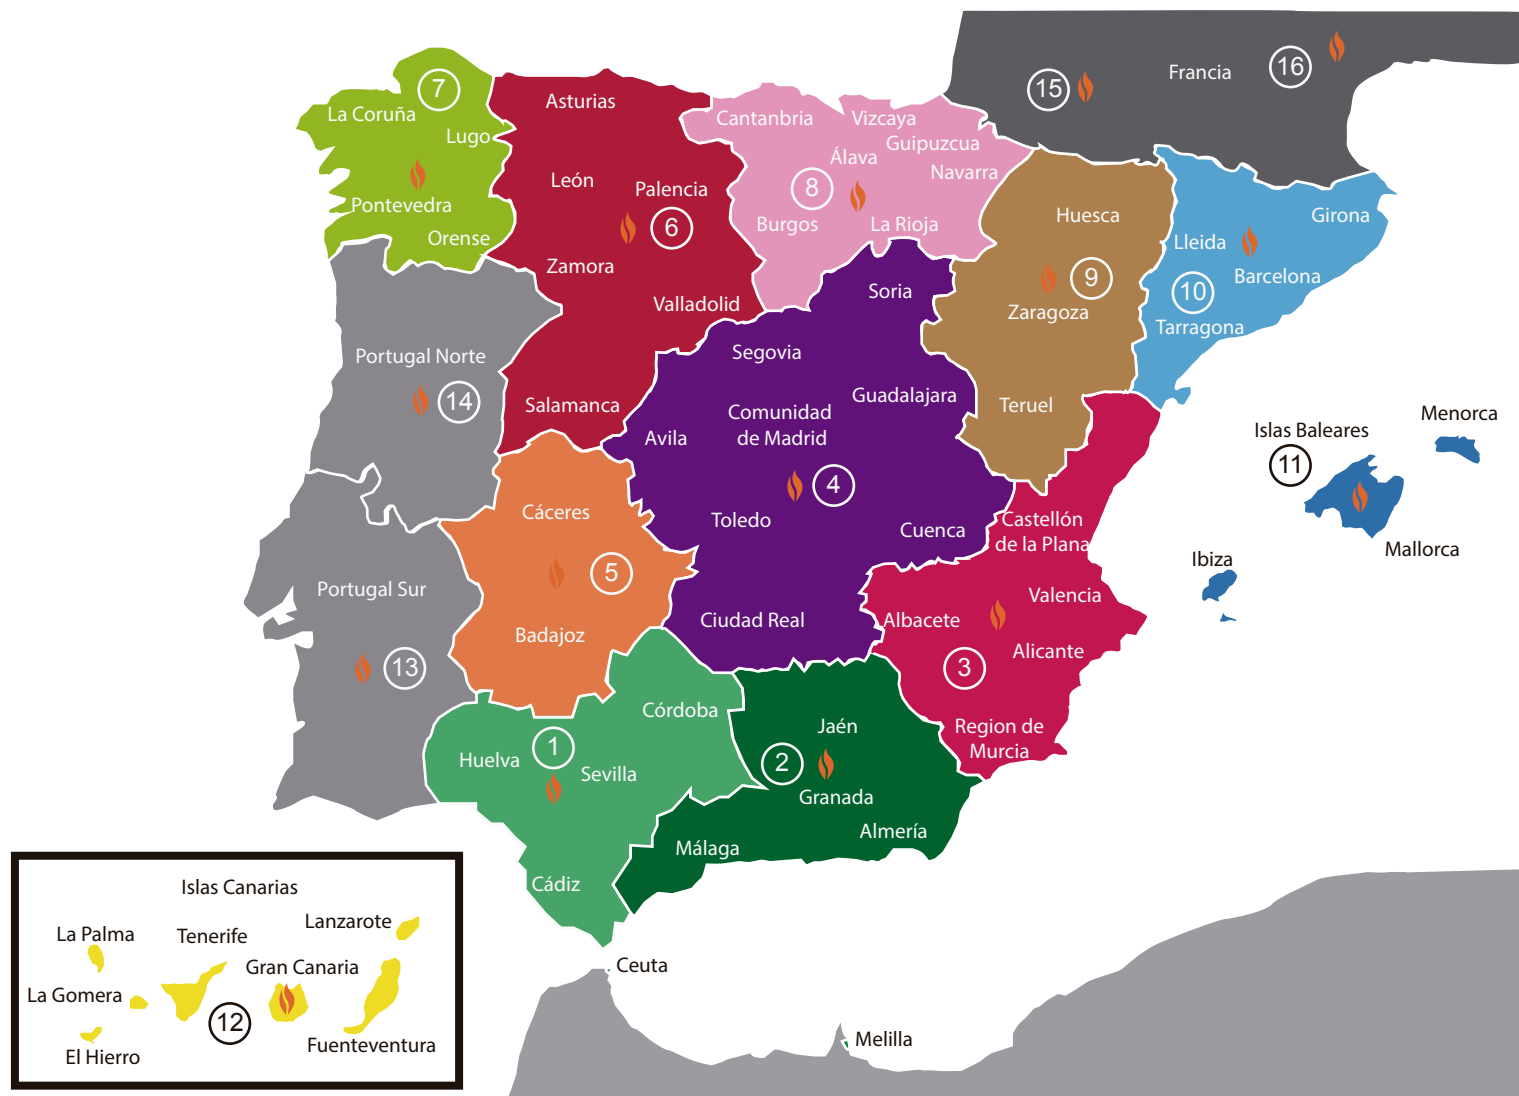 7
La Coruña
Lugo
Pontevedra
Orense
Asturias
León
Palencia
6
Zamora
Valladolid
Salamanca
Cantanbria
Vizcaya
Guipuzcua
Álava
Navarra
8
Burgos
La Rioja
15
Francia
16
Huesca
9
Zaragoza
Teruel
Girona
Lleida
Barcelona
10
Tarragona
Portugal Norte
14
Soria
Segovia
Guadalajara
Comunidad
de Madrid
Avila
4
Toledo
Cuenca
Ciudad Real
Menorca
Islas Baleares
11
Mallorca
Ibiza
Cáceres
5
Badajoz
Castellón
de la Plana
Valencia
Albacete
Alicante
3
Region de
Murcia
Portugal Sur
13
Córdoba
1
Huelva
Sevilla
Cádiz
Jaén
2
Granada
Almería
Málaga
Islas Canarias
Lanzarote
La Palma
Tenerife
Gran Canaria
La Gomera
12
El Hierro
Fuenteventura
Ceuta
Melilla